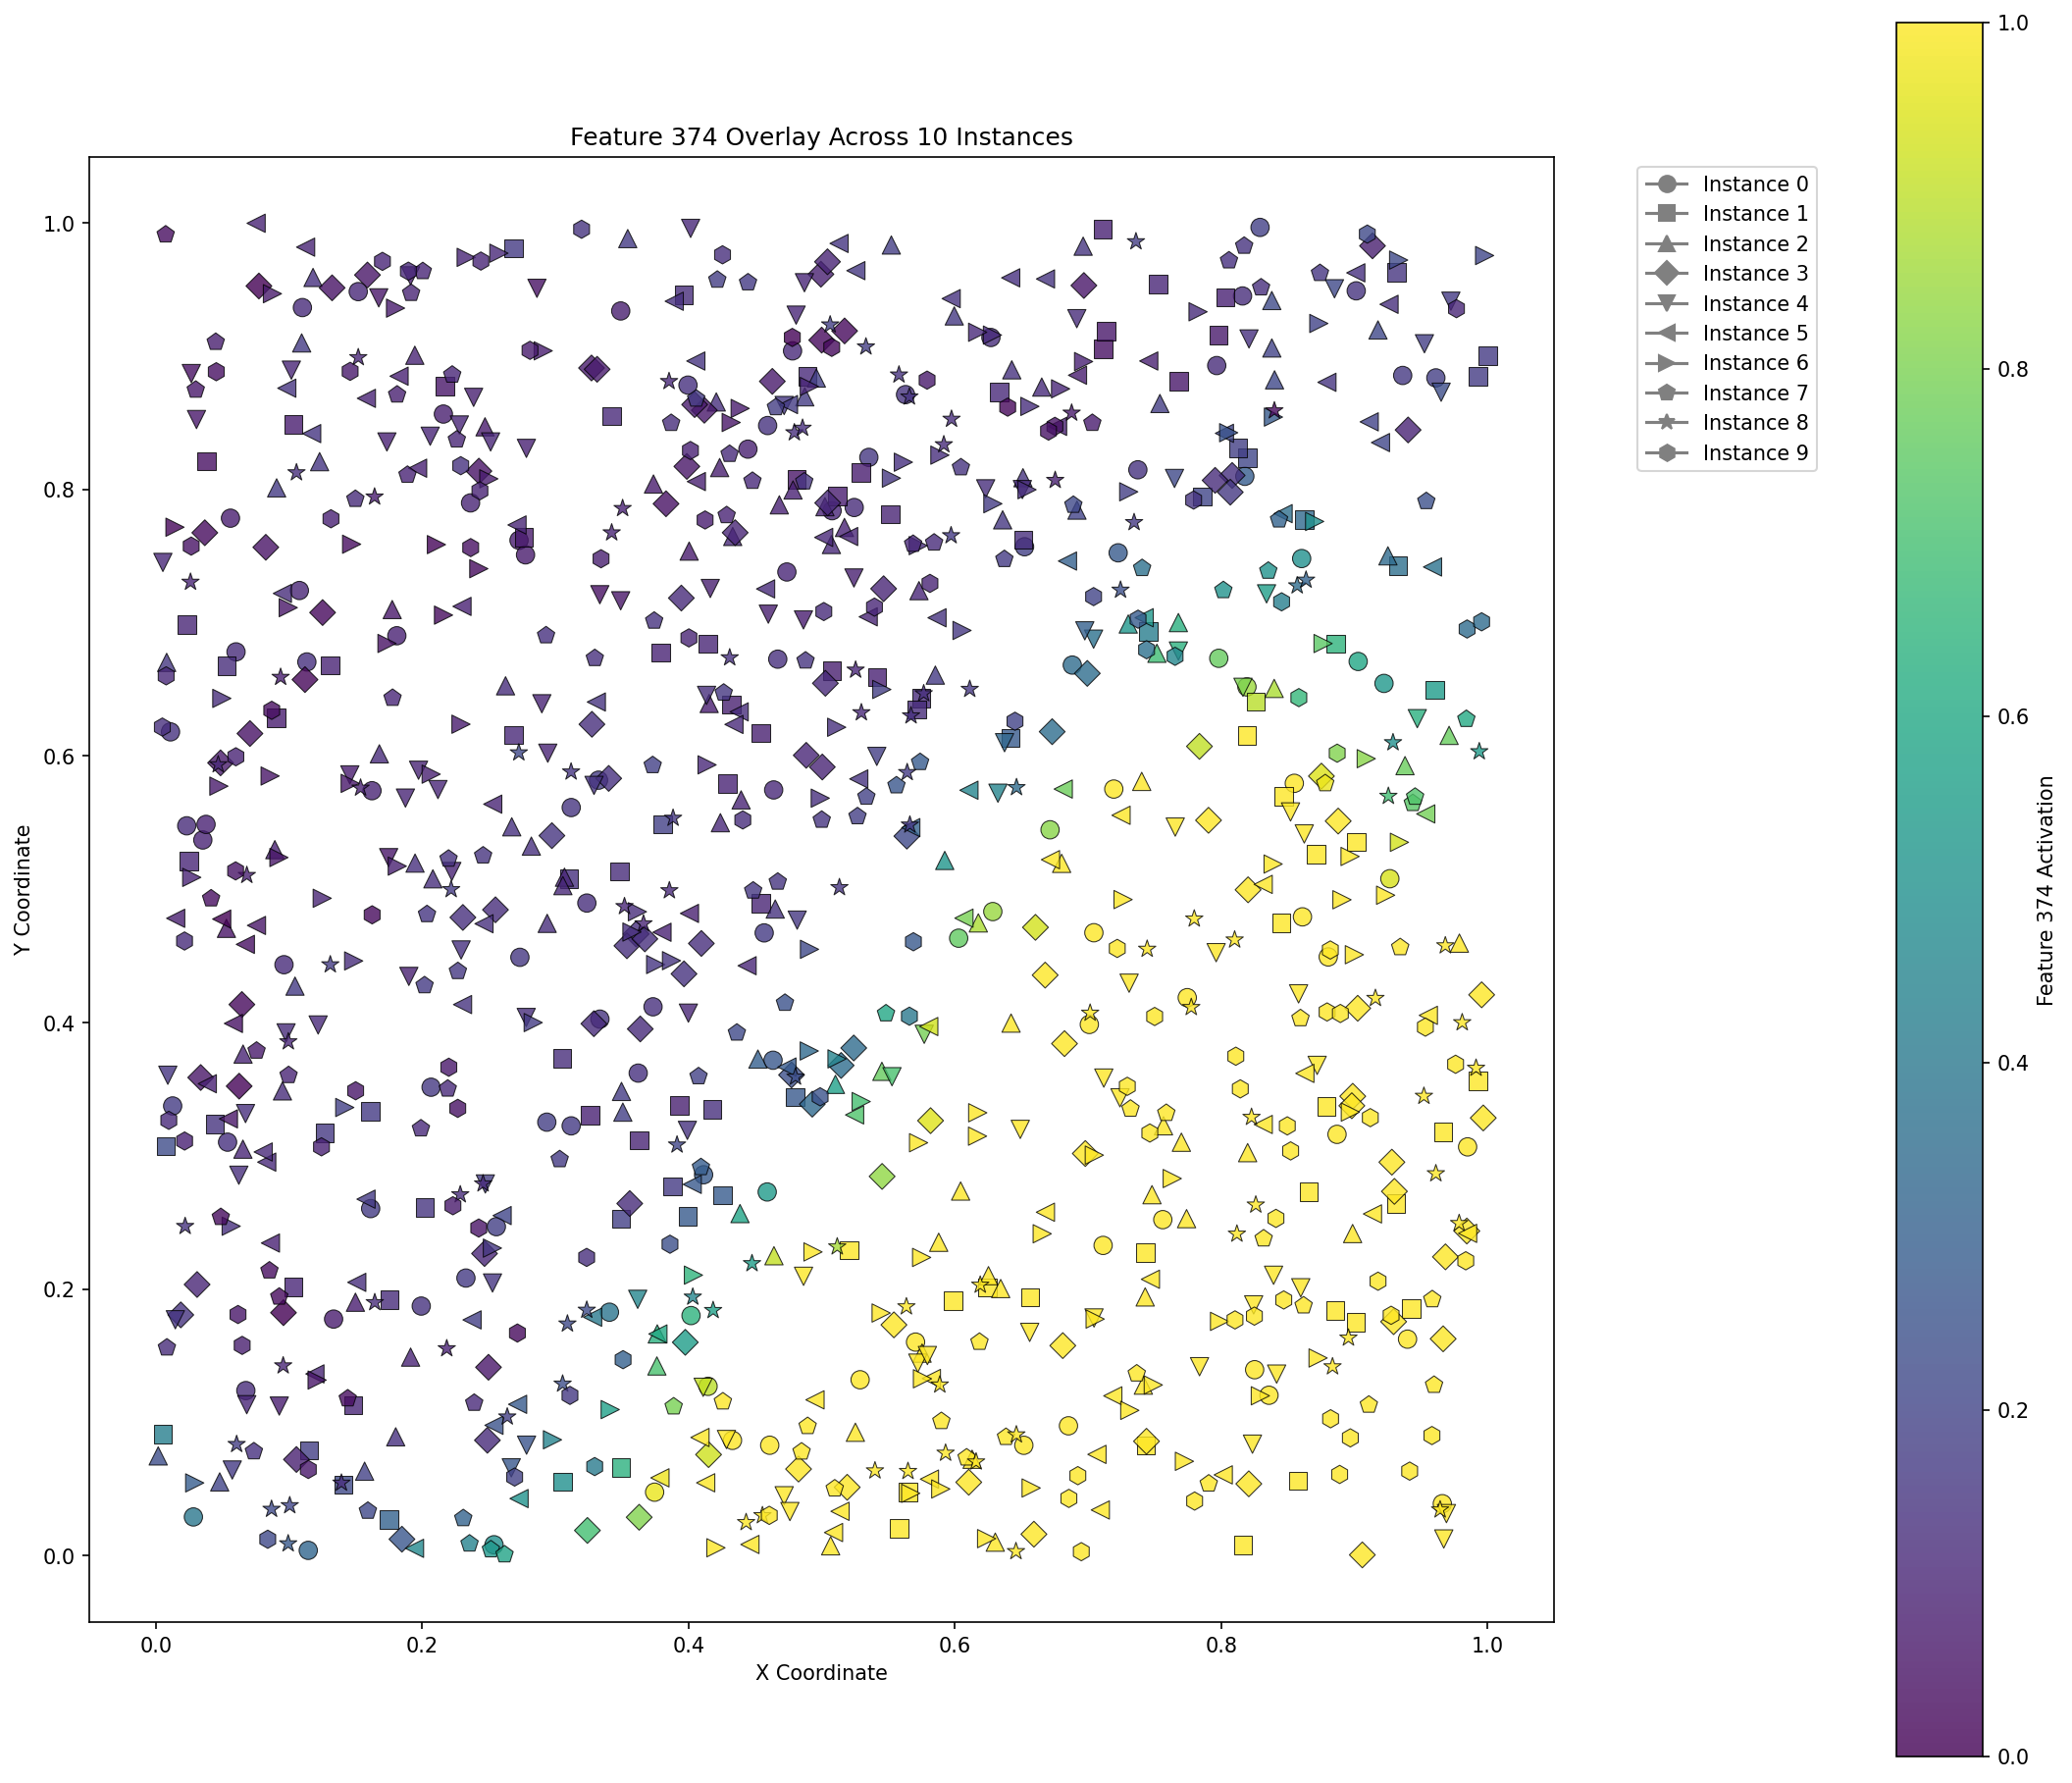 Feature 374 Overlay Across 10 Instances
1.0
0.8
0.6
0.4
0.2
0.0
Y Coordinate
0.0
0.2
0.4
0.6
0.8
1.0
X Coordinate
Instance 0
Instance 1
Instance 2
Instance 3
Instance 4
Instance 5
Instance 6
Instance 7
Instance 8
Instance 9
1.0
0.8
0.6
0.4
0.2
0.0
Feature 374 Activation